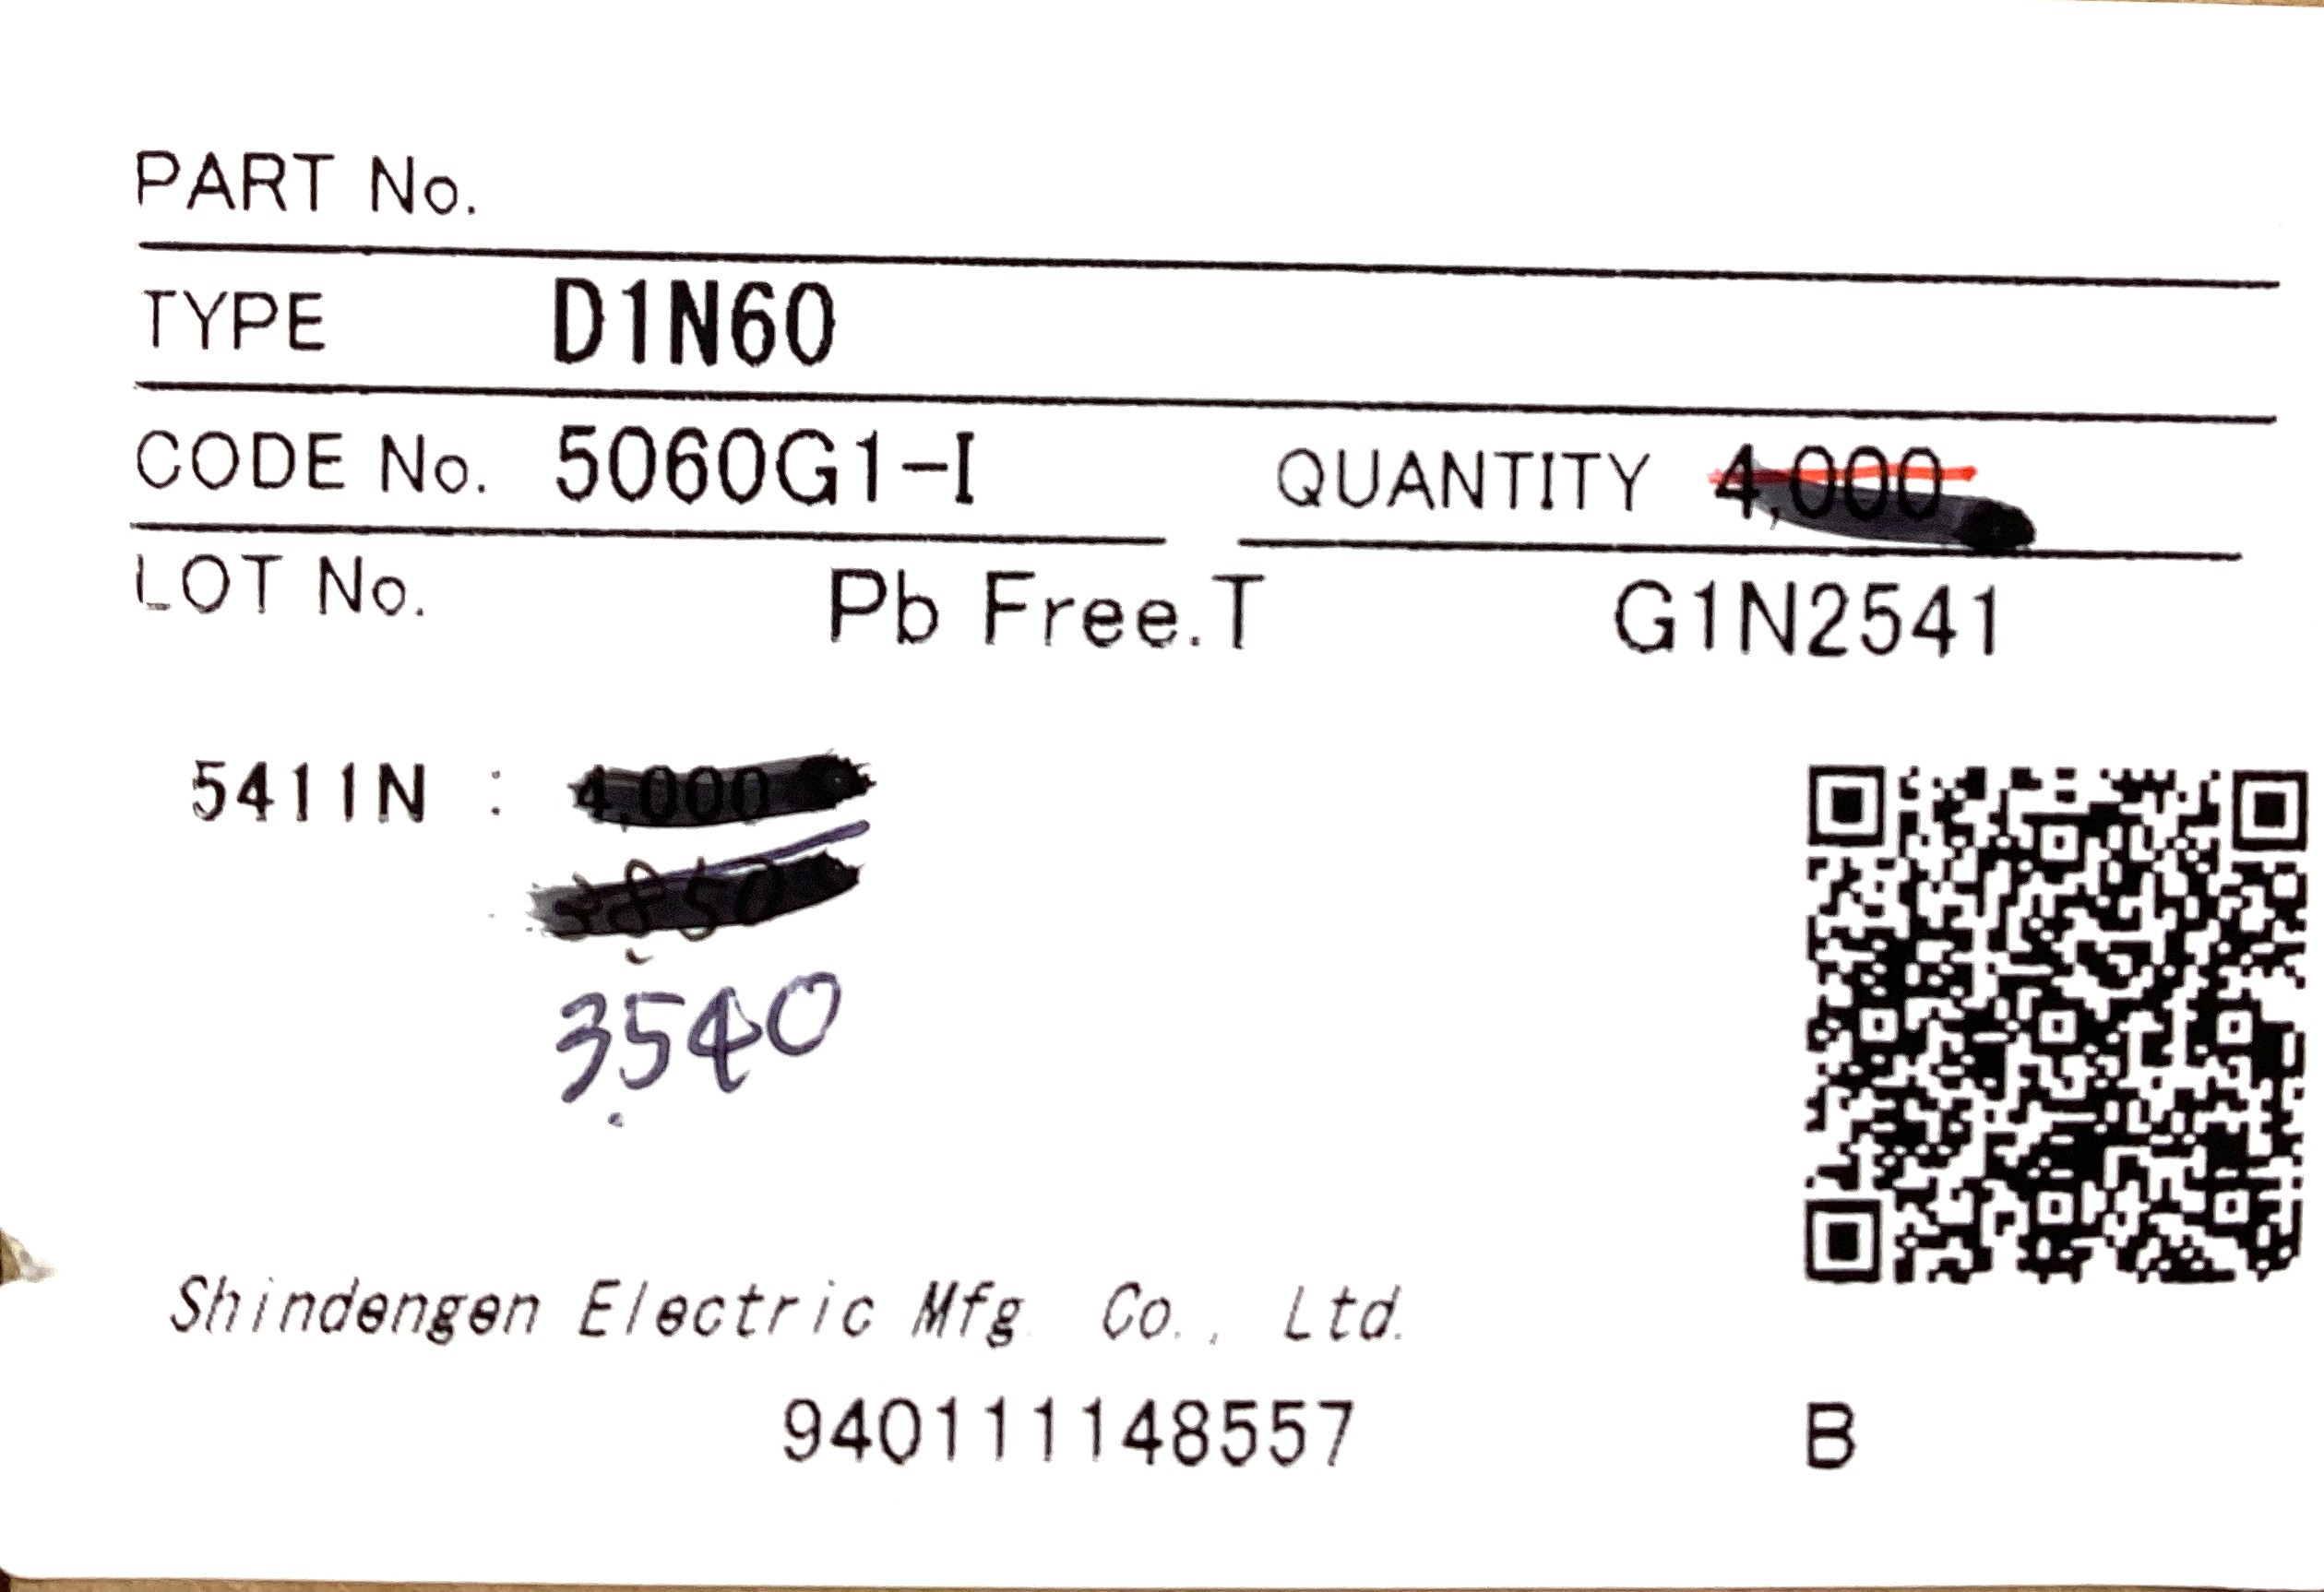 PART No.
TYPE D1N60
CODE No. 5060G1-I QUANTITY 4,000
LOT No. Pb Free.T G1N2541
5411N : 4,000
3850
3540
Shindengen Electric Mfg. Co., Ltd.
940111148557 B